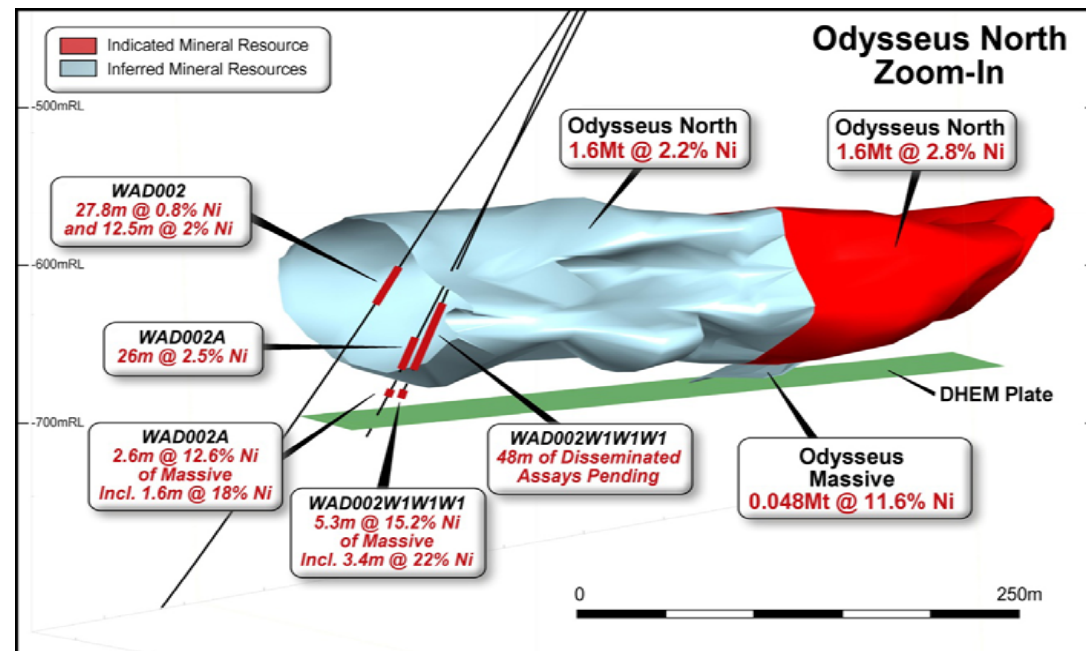 Indicated Mineral Resource
Inferred Mineral Resources
Odysseus North
Zoom-In
-500mRL
-600mRL
-700mRL
Odysseus North
1.6Mt @ 2.2% Ni
Odysseus North
1.6Mt @ 2.8% Ni
WAD002
27.8m @ 0.8% Ni
and 12.5m @ 2% Ni
WAD002A
26m @ 2.5% Ni
WAD002A
2.6m @ 12.6% Ni
of Massive
Incl. 1.6m @ 18% Ni
WAD002W1W1W1
5.3m @ 15.2% Ni
of Massive
Incl. 3.4m @ 22% Ni
WAD002W1W1W1
48m of Disseminated
Assays Pending
DHEM Plate
Odysseus
Massive
0.048Mt @ 11.6% Ni
0 250m